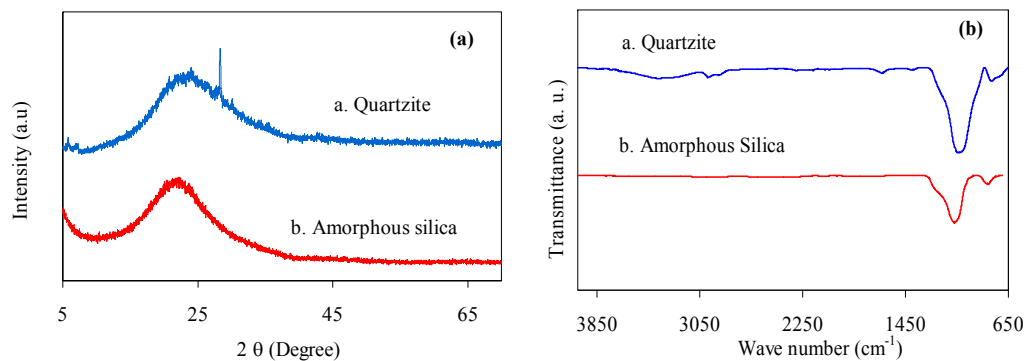 (a)
a. Quartzite
b. Amorphous silica
Intensity (a.u)
5 25 45 65
2 θ (Degree)
(b)
a. Quartzite
b. Amorphous Silica
Transmittance (a. u.)
3850 3050 2250 1450 650
Wave number (cm⁻¹)